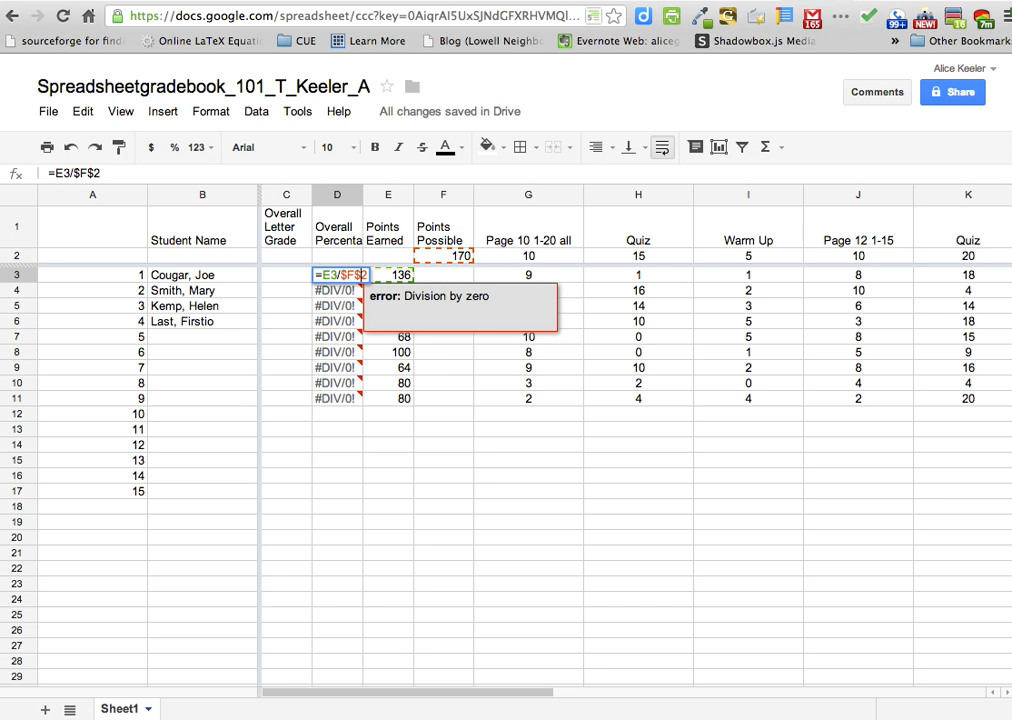 https://docs.google.com/spreadsheet/ccc?key=0AiqrAI5UxSJNdGFXRHVMQI...
165 99+ NEW! 16 7m
sourceforge for findi Online LaTeX Equatic CUE Learn More Blog (Lowell Neighb Evernote Web: aliceg Shadowbox.js Media » Other Bookmark
Alice Keeler
Spreadsheetgradebook_101_T_Keeler_A
Comments Share
File Edit View Insert Format Data Tools Help All changes saved in Drive
$ % 123 Arial 10 B I S A Σ
fx =E3/$F$2
A B C D E F G H I J K
1 Student Name Overall Letter Grade Overall Percenta Points Earned Points Possible Page 10 1-20 all Quiz Warm Up Page 12 1-15 Quiz
2 170 10 15 5 10 20
3 1 Cougar, Joe =E3/$F$2 136 9 1 1 8 18
4 2 Smith, Mary #DIV/0! 16 2 10 4
error: Division by zero
5 3 Kemp, Helen #DIV/0! 14 3 6 14
6 4 Last, Firstio #DIV/0! 10 5 3 18
7 5 #DIV/0! 68 10 0 5 8 15
8 6 #DIV/0! 100 8 0 1 5 9
9 7 #DIV/0! 64 9 10 2 8 16
10 8 #DIV/0! 80 3 2 0 4 4
11 9 #DIV/0! 80 2 4 4 2 20
12 10
13 11
14 12
15 13
16 14
17 15
18
19
20
21
22
23
24
25
26
27
28
29
+ Sheet1